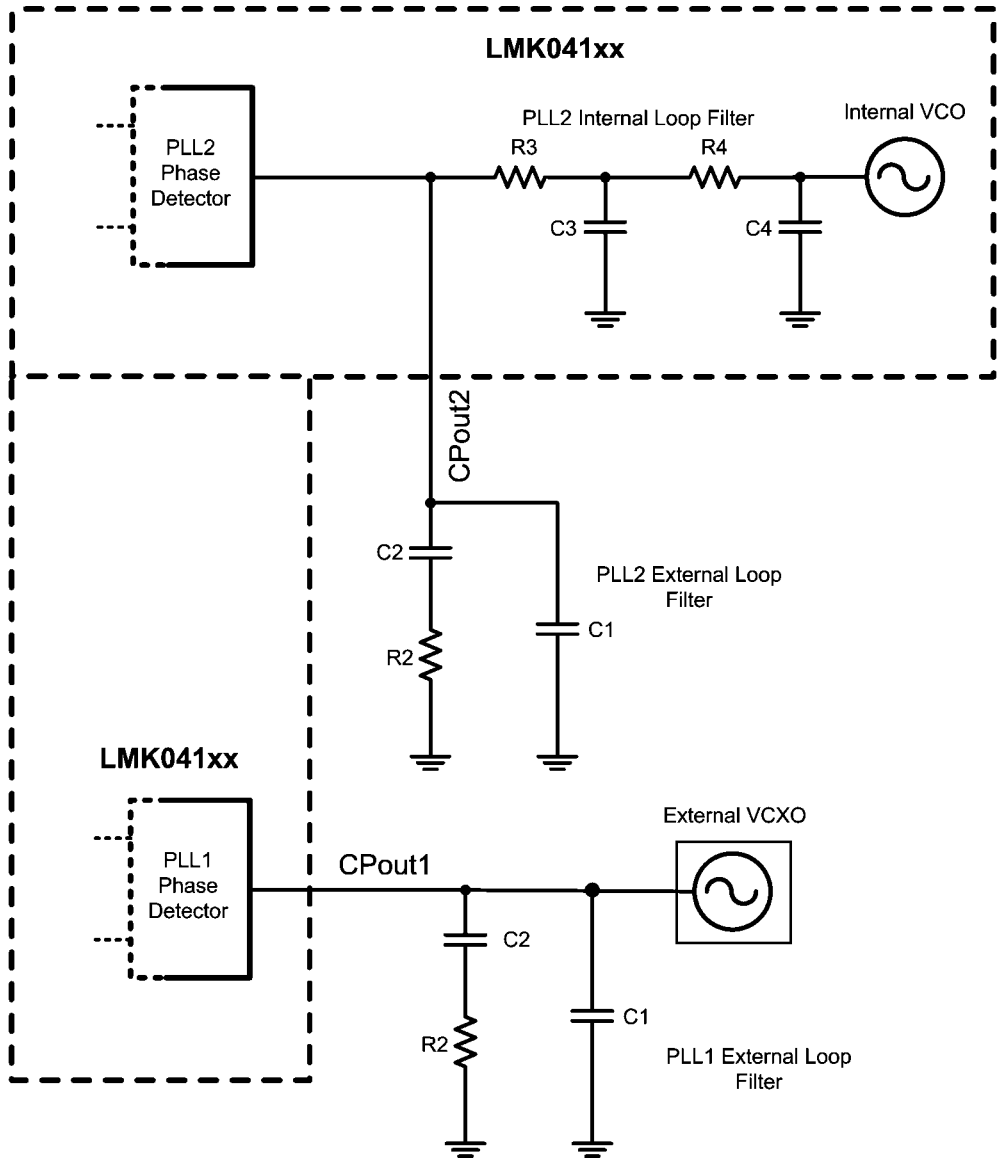 LMK041xx
PLL2 Internal Loop Filter
Internal VCO
R3
R4
PLL2
Phase
Detector
C3
C4
CPout2
C2
PLL2 External Loop
Filter
C1
R2
LMK041xx
External VCXO
PLL1
Phase
Detector
CPout1
C2
C1
R2
PLL1 External Loop
Filter